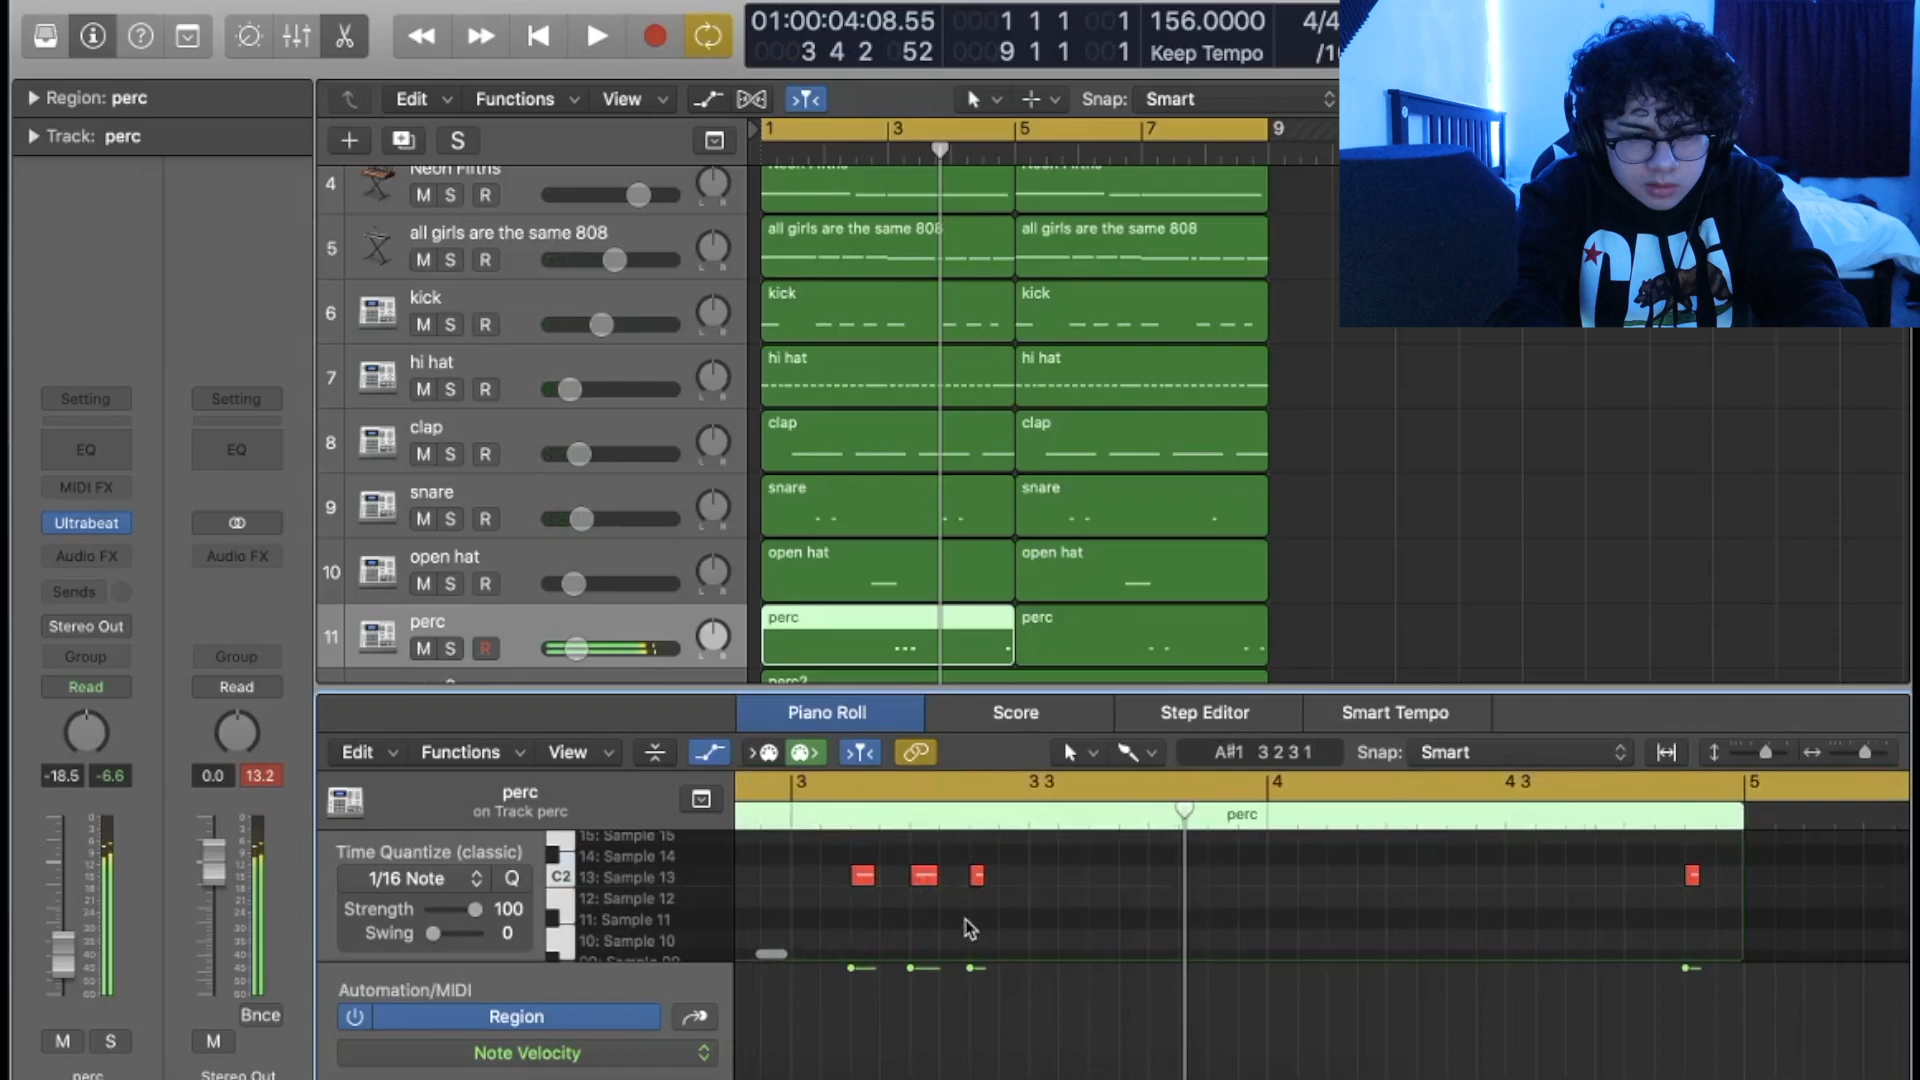 01:00:04:08.55
3 4 2 52
1 1 1 1
9 1 1 1
156.0000
Keep Tempo
4/4
/1
Region: perc
Track: perc
Edit
Functions
View
Snap:
Smart
S
1
3
5
7
9
4
Neon Fifths
M S R
5
all girls are the same 808
M S R
6
kick
M S R
7
hi hat
M S R
8
clap
M S R
9
snare
M S R
10
open hat
M S R
11
perc
M S R
Neon Fifths
all girls are the same 808
all girls are the same 808
kick
kick
hi hat
hi hat
clap
clap
snare
snare
open hat
open hat
perc
perc
perc2
CALI
Setting
EQ
MIDI FX
Ultrabeat
Audio FX
Sends
Stereo Out
Group
Read
-18.5
-6.6
M
S
perc
Setting
EQ
Audio FX
Group
Read
0.0
13.2
Bnce
M
Stereo Out
Piano Roll
Score
Step Editor
Smart Tempo
Edit
Functions
View
A#1 3 2 3 1
Snap:
Smart
perc
on Track perc
3
3 3
4
4 3
5
perc
Time Quantize (classic)
1/16 Note
Q
Strength
100
Swing
0
C2
15: Sample 15
14: Sample 14
13: Sample 13
12: Sample 12
11: Sample 11
10: Sample 10
Automation/MIDI
Region
Note Velocity